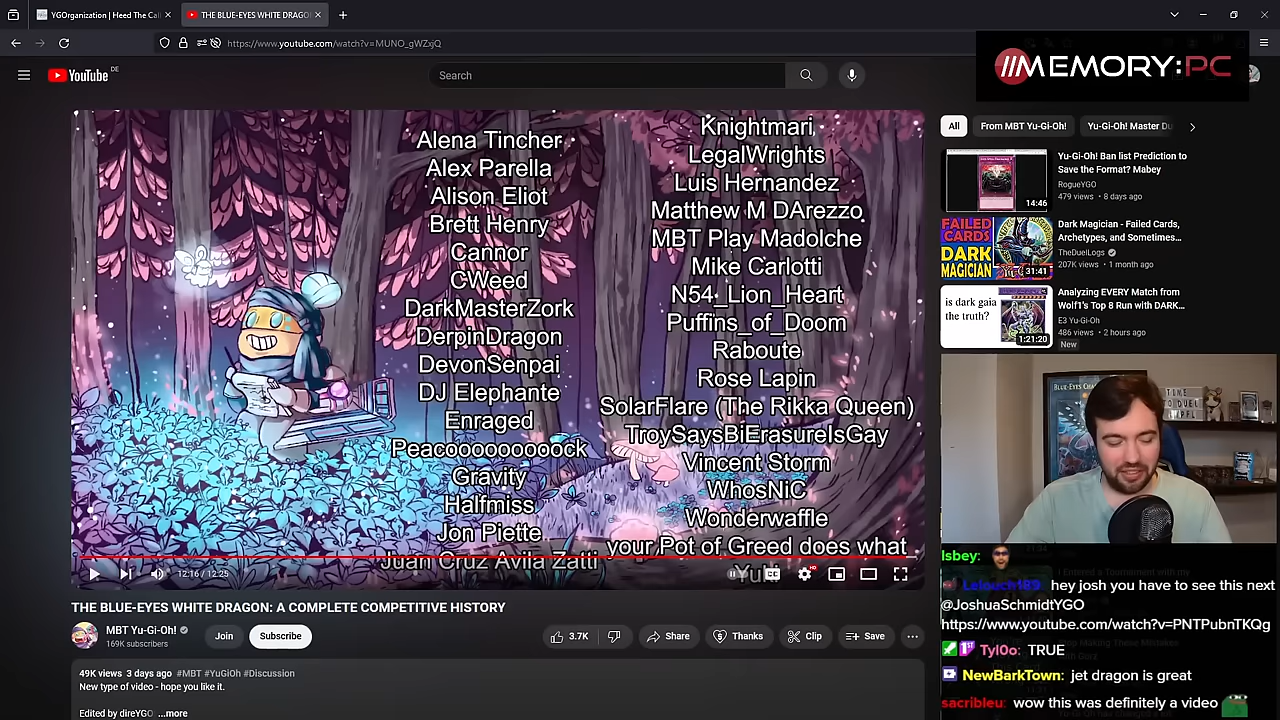 YGOrganization | Heed The Cal
THE BLUE-EYES WHITE DRAGO
https://www.youtube.com/watch?v=MUNO_gWZxjQ
//MEMORY:PC
YouTube DE
Search
Alena Tincher
Alex Parella
Alison Eliot
Brett Henry
Cannor
CWeed
DarkMasterZork
DerpinDragon
DevonSenpai
DJ Elephante
Enraged
Peacooooooooock
Gravity
Halfmiss
Jon Piette
Juan Cruz Avila Zatti
Knightmari
LegalWrights
Luis Hernandez
Matthew M DArezzo
MBT Play Madolche
Mike Carlotti
N54_Lion_Heart
Puffins_of_Doom
Raboute
Rose Lapin
SolarFlare (The Rikka Queen)
TroySaysBiErasureIsGay
Vincent Storm
WhosNiC
Wonderwaffle
your Pot of Greed does what
12:16 / 12:25
HD
THE BLUE-EYES WHITE DRAGON: A COMPLETE COMPETITIVE HISTORY
MBT Yu-Gi-Oh!
169K subscribers
Join
Subscribe
3.7K
Share
Thanks
Clip
Save
49K views 3 days ago #MBT #YuGiOh #Discussion
New type of video - hope you like it.
Edited by direYGO ...more
All
From MBT Yu-Gi-Oh!
Yu-Gi-Oh! Master Du
14:46
Yu-Gi-Oh! Ban list Prediction to
Save the Format? Mabey
RogueYGO
479 views • 8 days ago
FAILED
CARDS
DARK
MAGICIAN
31:41
Dark Magician - Failed Cards,
Archetypes, and Sometimes...
TheDuelLogs
207K views • 1 month ago
is dark gaia
the truth?
1:21:20
Analyzing EVERY Match from
Wolf1's Top 8 Run with DARK...
E3 Yu-Gi-Oh
486 views • 2 hours ago
New
BLUE-EYES
TIME
TO DUEL
Isbey:
Lelouch189: hey josh you have to see this next
@JoshuaSchmidtYGO
https://www.youtube.com/watch?v=PNTPubnTKQg
Tyl0o: TRUE
NewBarkTown: jet dragon is great
sacribleu: wow this was definitely a video